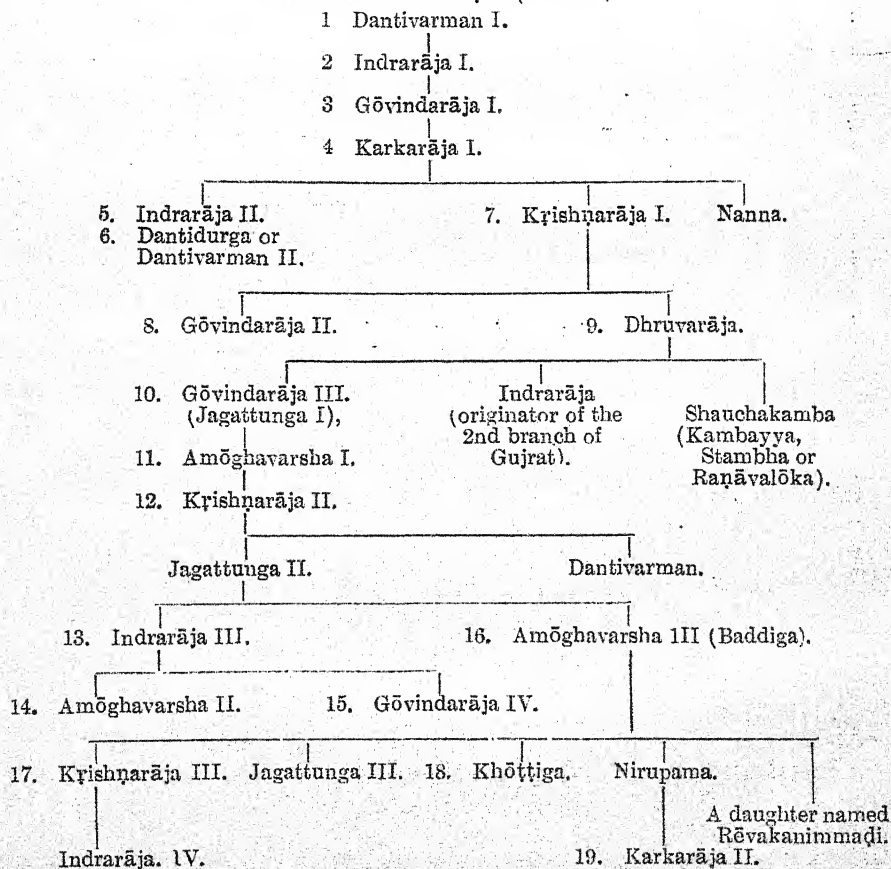 1 Dantivarman I.
2 Indrarāja I.
3 Gōvindarāja I.
4 Karkarāja I.
5. Indrarāja II. 7. Kṛishṇarāja I. Nanna.
6. Dantidurga or
Dantivarman II.
8. Gōvindarāja II. 9. Dhruvarāja.
10. Gōvindarāja III.
(Jagattunga I),
Indrarāja
(originator of the
2nd branch of
Gujrat).
Shauchakamba
(Kambayya,
Stambha or
Raṇāvalōka).
11. Amōghavarsha I.
12. Kṛishṇarāja II.
Jagattunga II. Dantivarman.
13. Indrarāja III. 16. Amōghavarsha III (Baddiga).
14. Amōghavarsha II. 15. Gōvindarāja IV.
17. Kṛishṇarāja III. Jagattunga III. 18. Khōṭṭiga. Nirupama.
A daughter named
Rēvakanimmaḍi.
Indrarāja. IV. 19. Karkarāja II.